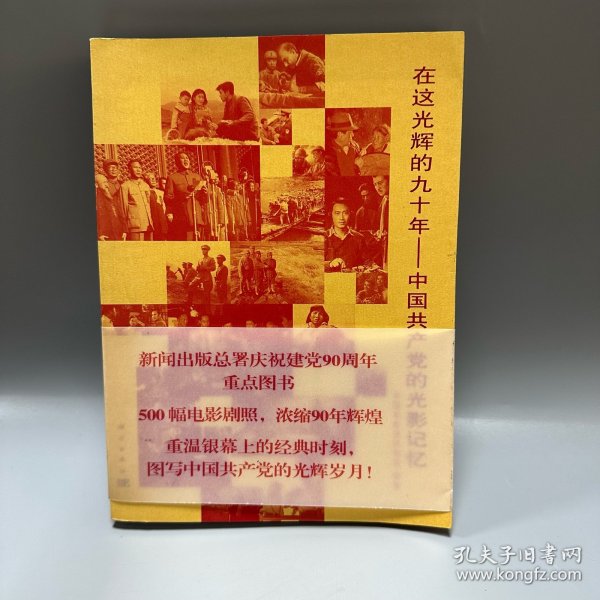 在这光辉的九十年——中国共产党的光影记忆
新闻出版总署庆祝建党90周年
重点图书
500幅电影剧照，浓缩90年辉煌
重温银幕上的经典时刻，
图写中国共产党的光辉岁月！
孔夫子旧书网
www.kongfz.com